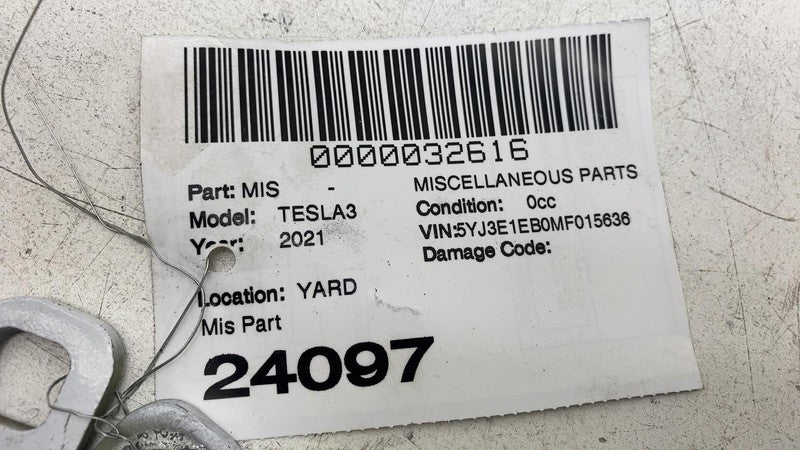 0000032616
Part: MIS - MISCELLANEOUS PARTS
Model: TESLA3 Condition: 0cc
Year: 2021 VIN:5YJ3E1EB0MF015636
Damage Code:
Location: YARD
Mis Part
24097